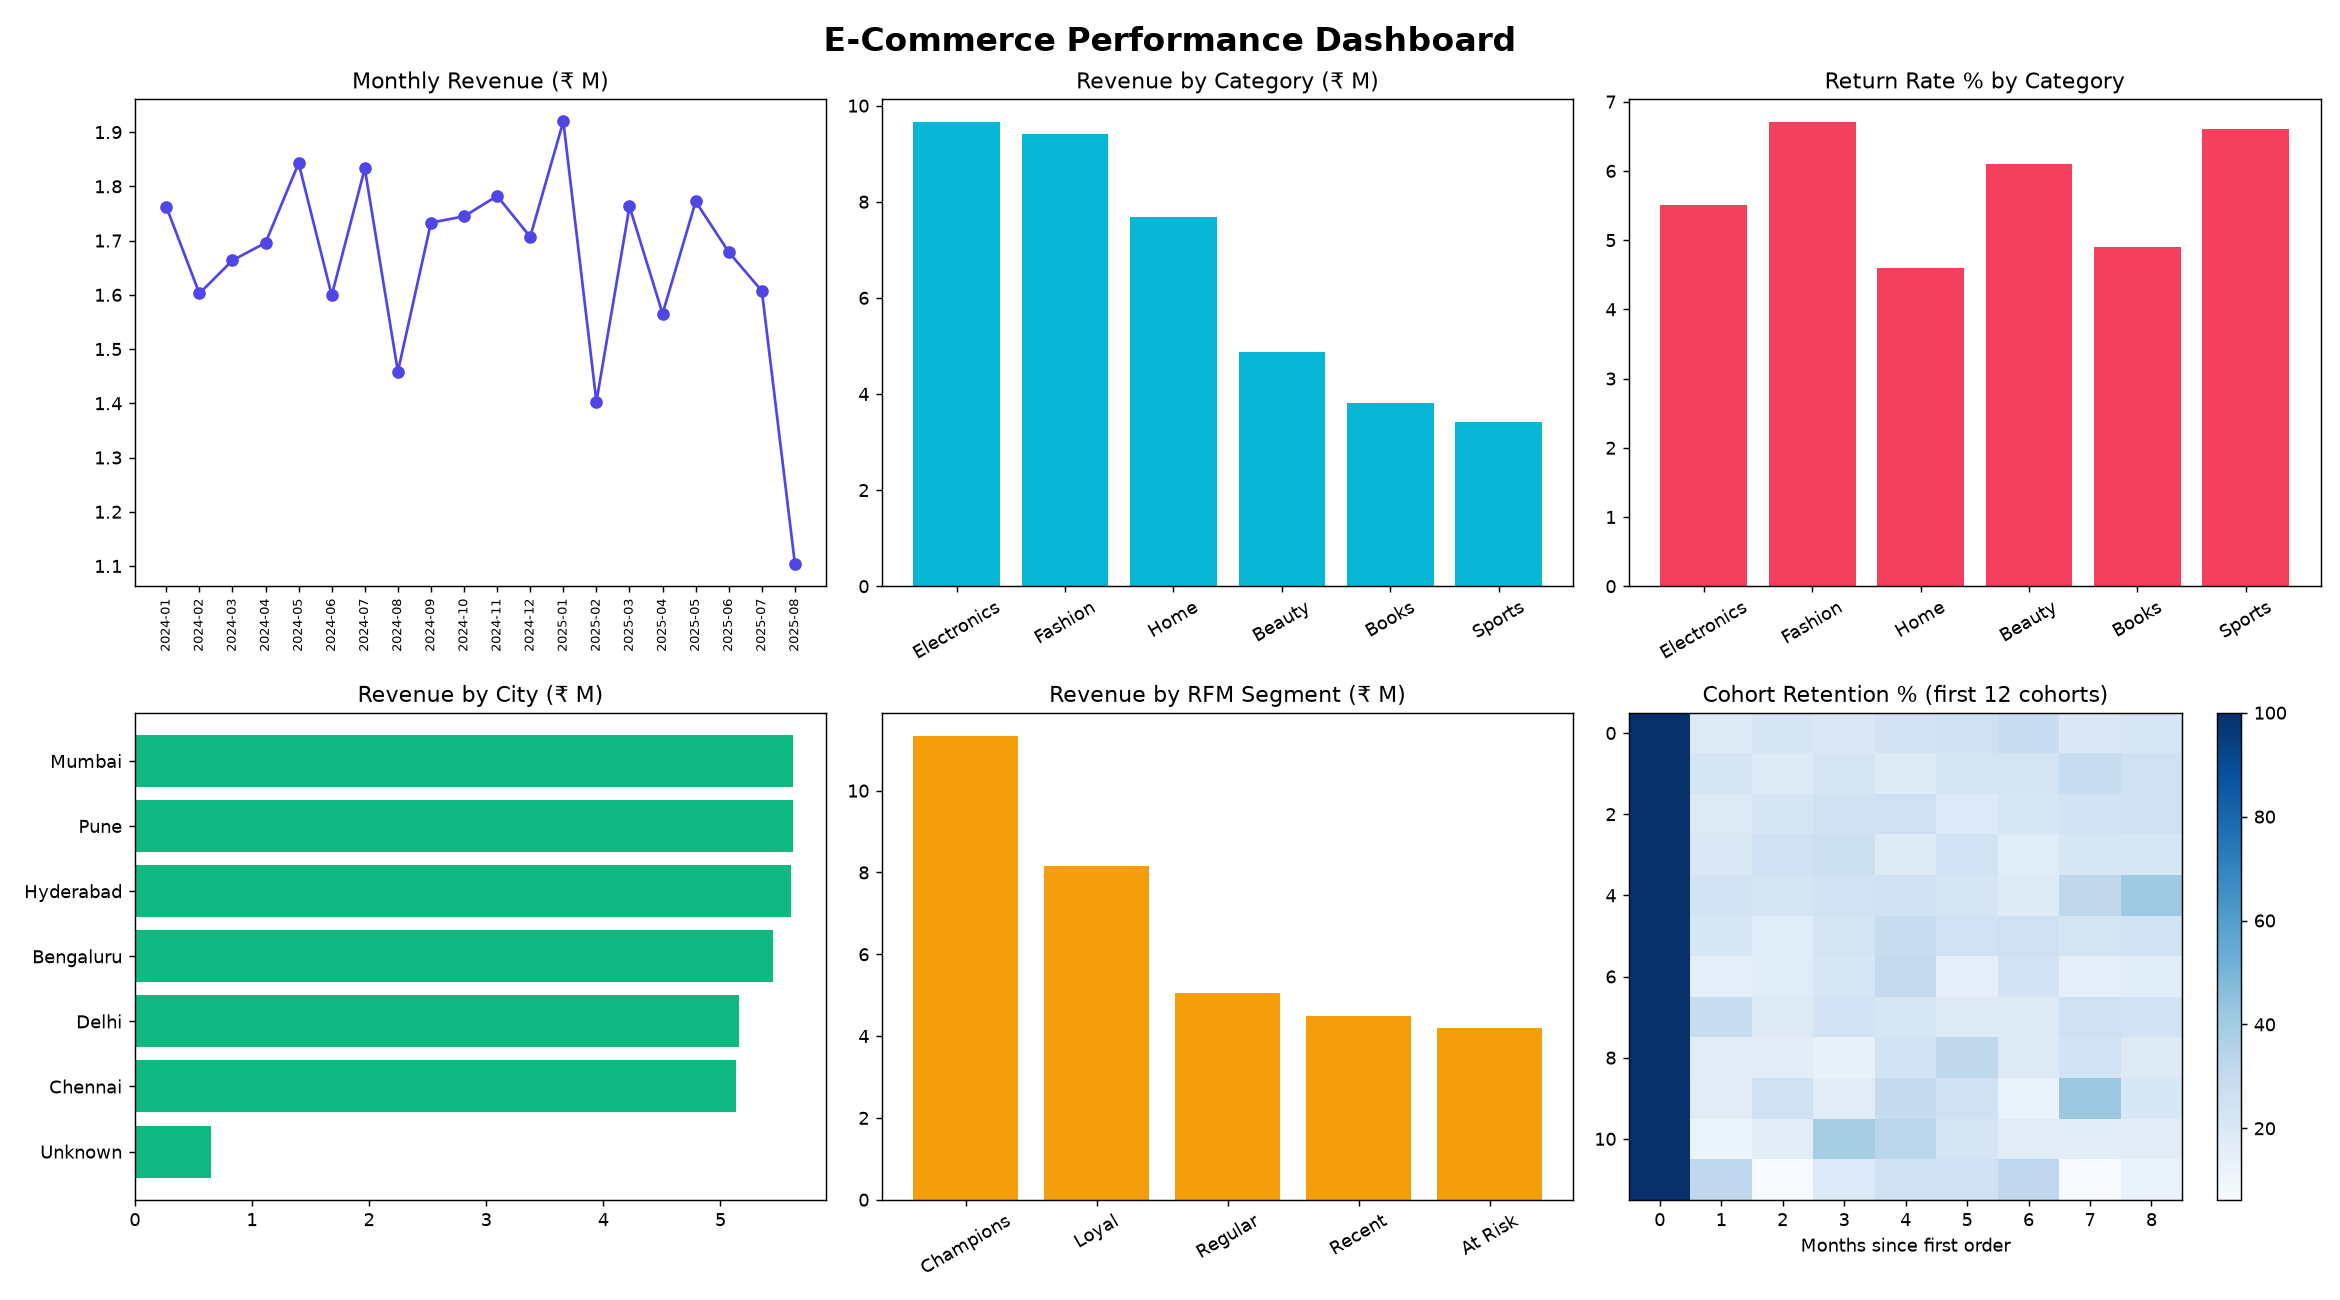 E-Commerce Performance Dashboard
Monthly Revenue (₹ M)
1.9
1.8
1.7
1.6
1.5
1.4
1.3
1.2
1.1
2024-01
2024-02
2024-03
2024-04
2024-05
2024-06
2024-07
2024-08
2024-09
2024-10
2024-11
2024-12
2025-01
2025-02
2025-03
2025-04
2025-05
2025-06
2025-07
2025-08
Revenue by Category (₹ M)
10
8
6
4
2
0
Electronics
Fashion
Home
Beauty
Books
Sports
Return Rate % by Category
7
6
5
4
3
2
1
0
Electronics
Fashion
Home
Beauty
Books
Sports
Revenue by City (₹ M)
Mumbai
Pune
Hyderabad
Bengaluru
Delhi
Chennai
Unknown
0
1
2
3
4
5
Revenue by RFM Segment (₹ M)
10
8
6
4
2
0
Champions
Loyal
Regular
Recent
At Risk
Cohort Retention % (first 12 cohorts)
0
2
4
6
8
10
0
1
2
3
4
5
6
7
8
Months since first order
100
80
60
40
20